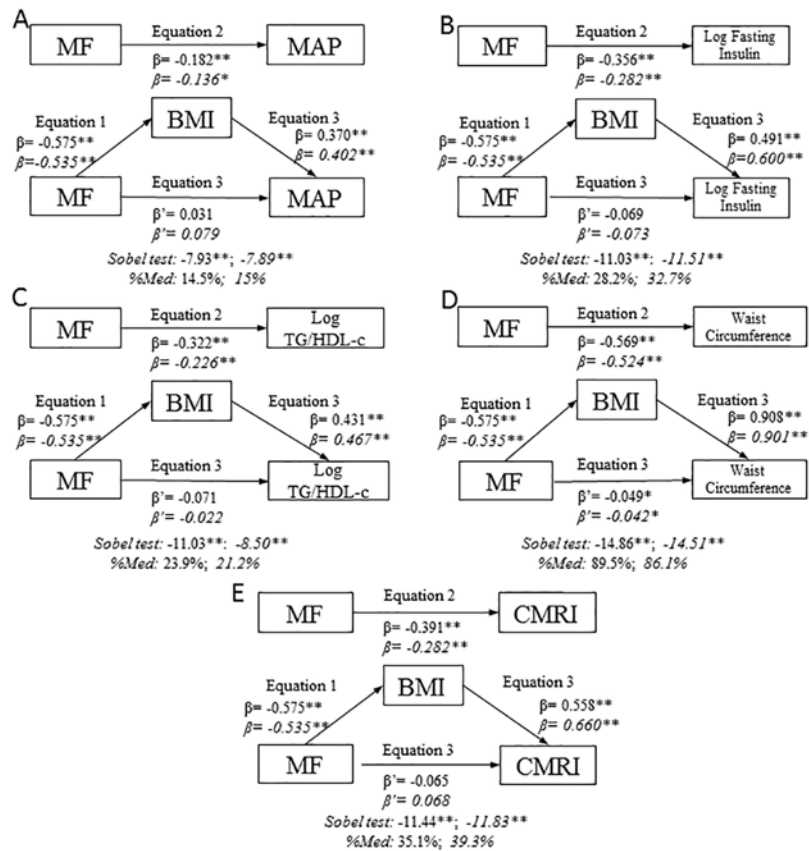 A
MF
Equation 2
MAP
β= -0.182**
β= -0.136*
Equation 1
β= -0.575**
β=-0.535**
BMI
Equation 3
β= 0.370**
β= 0.402**
MF
Equation 3
MAP
β’= 0.031
β’= 0.079
Sobel test: -7.93**; -7.89**
%Med: 14.5%; 15%
B
MF
Equation 2
Log Fasting
Insulin
β= -0.356**
β= -0.282**
Equation 1
β= -0.575**
β= -0.535**
BMI
Equation 3
β= 0.491**
β=0.600**
MF
Equation 3
Log Fasting
Insulin
β’= -0.069
β’= -0.073
Sobel test: -11.03**: -11.51**
%Med: 28.2%; 32.7%
C
MF
Equation 2
Log
TG/HDL-c
β= -0.322**
β= -0.226**
Equation 1
β= -0.575**
β= -0.535**
BMI
Equation 3
β= 0.431**
β= 0.467**
MF
Equation 3
Log
TG/HDL-c
β’= -0.071
β’= -0.022
Sobel test: -11.03**: -8.50**
%Med: 23.9%; 21.2%
D
MF
Equation 2
Waist
Circumference
β= -0.569**
β= -0.524**
Equation 1
β= -0.575**
β= -0.535**
BMI
Equation 3
β= 0.908**
β= 0.901**
MF
Equation 3
Waist
Circumference
β’= -0.049*
β’= -0.042*
Sobel test: -14.86**; -14.51**
%Med: 89.5%; 86.1%
E
MF
Equation 2
CMRI
β= -0.391**
β= -0.282**
Equation 1
β= -0.575**
β= -0.535**
BMI
Equation 3
β= 0.558**
β= 0.660**
MF
Equation 3
CMRI
β’= -0.065
β’= 0.068
Sobel test: -11.44**; -11.83**
%Med: 35.1%; 39.3%